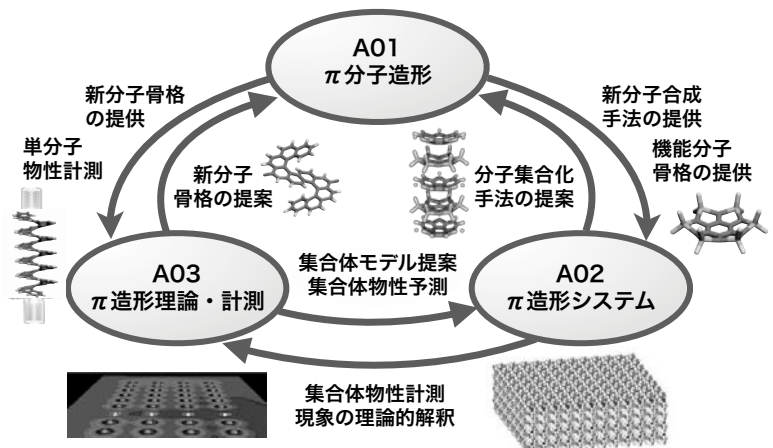 A01
π分子造形
新分子骨格
の提供
新分子合成
手法の提供
単分子
物性計測
機能分子
骨格の提供
新分子
骨格の提案
分子集合化
手法の提案
A03
π造形理論・計測
集合体モデル提案
集合体物性予測
A02
π造形システム
集合体物性計測
現象の理論的解釈